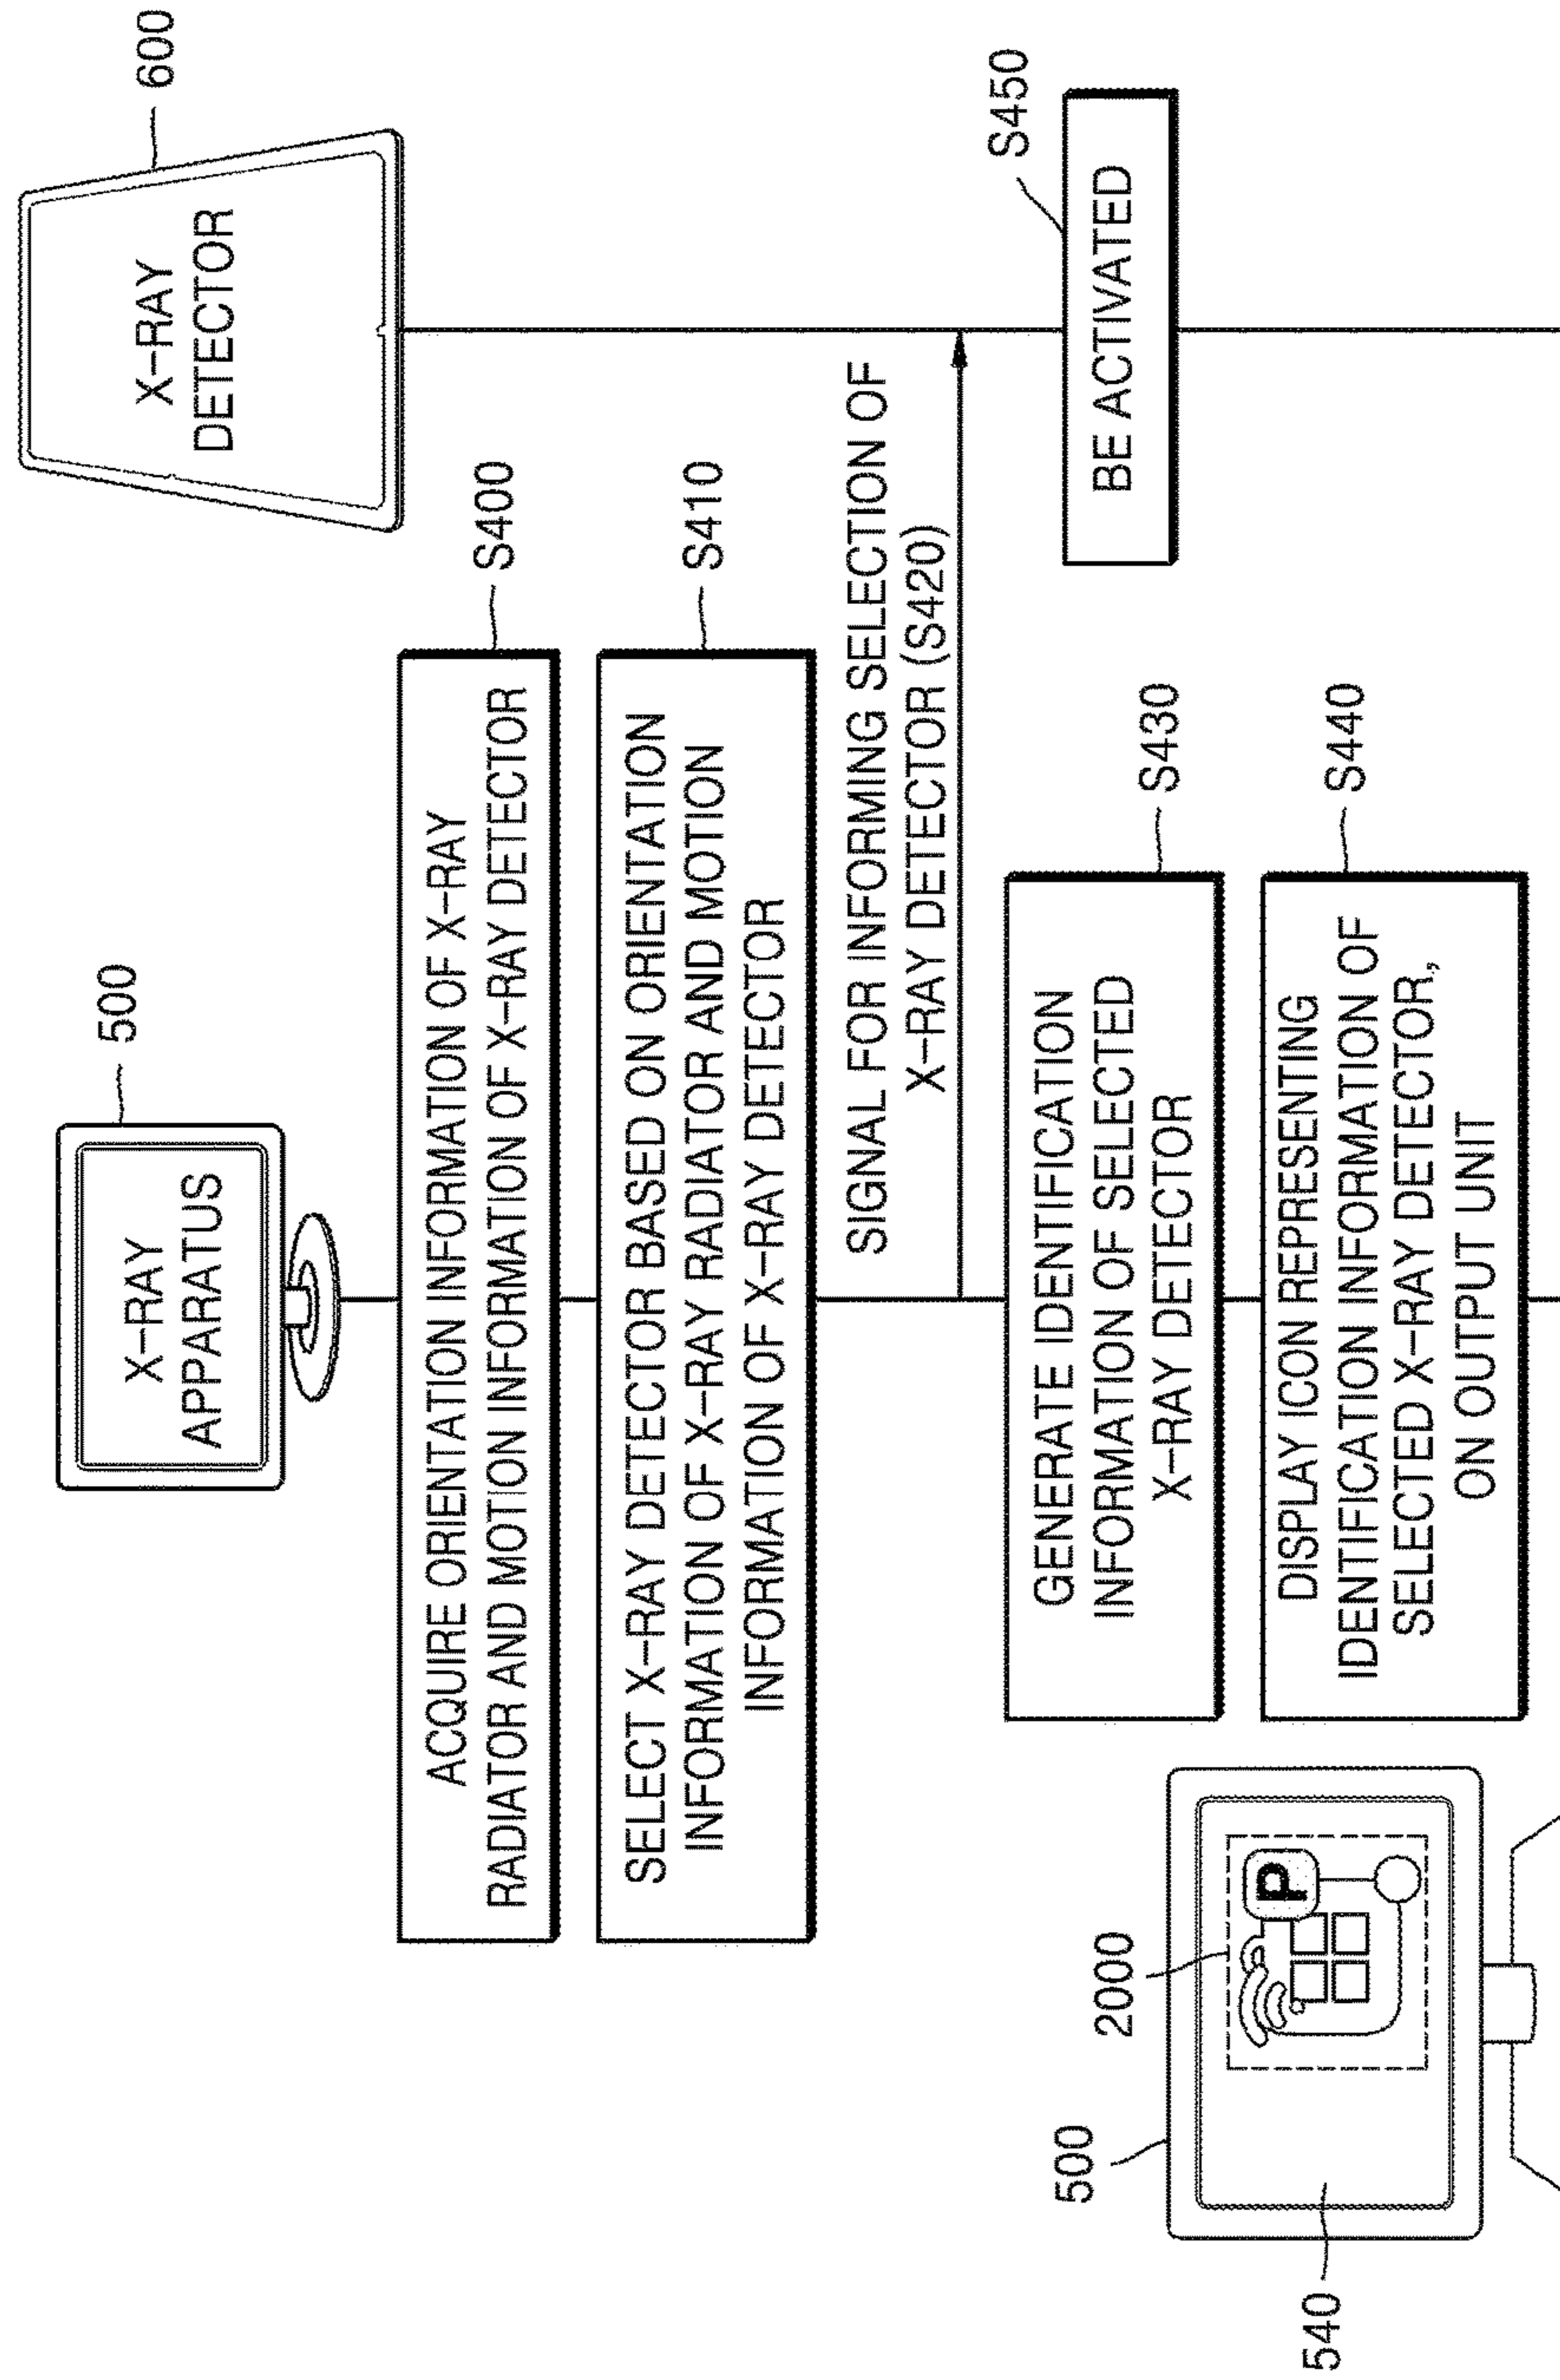 500
X-RAY
APPARATUS
600
X-RAY
DETECTOR
ACQUIRE ORIENTATION INFORMATION OF X-RAY
RADIATOR AND MOTION INFORMATION OF X-RAY DETECTOR
S400
SELECT X-RAY DETECTOR BASED ON ORIENTATION
INFORMATION OF X-RAY RADIATOR AND MOTION
INFORMATION OF X-RAY DETECTOR
S410
SIGNAL FOR INFORMING SELECTION OF
X-RAY DETECTOR (S420)
S450
BE ACTIVATED
GENERATE IDENTIFICATION
INFORMATION OF SELECTED
X-RAY DETECTOR
S430
DISPLAY ICON REPRESENTING
IDENTIFICATION INFORMATION OF
SELECTED X-RAY DETECTOR,
ON OUTPUT UNIT
S440
500
2000
P
540